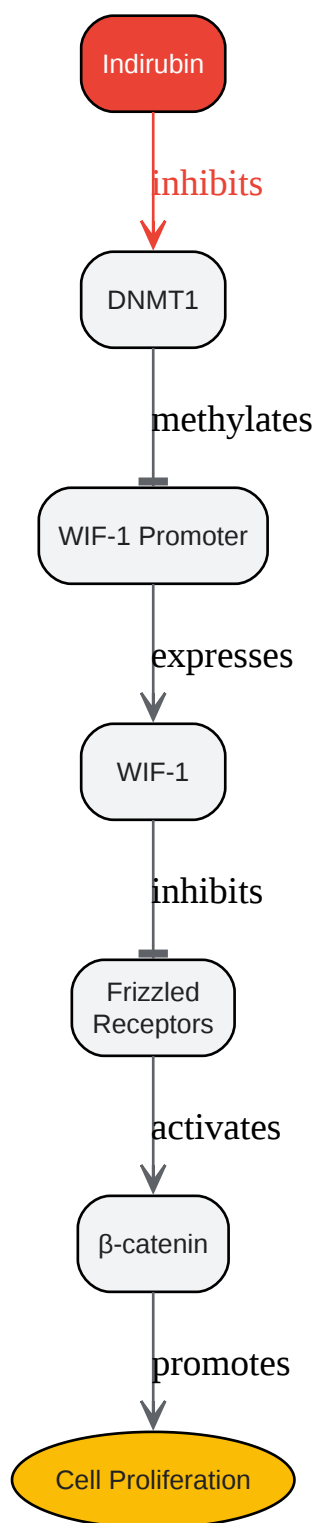 Indirubin
inhibits
DNMT1
methylates
WIF-1 Promoter
expresses
WIF-1
inhibits
Frizzled
Receptors
activates
β-catenin
promotes
Cell Proliferation